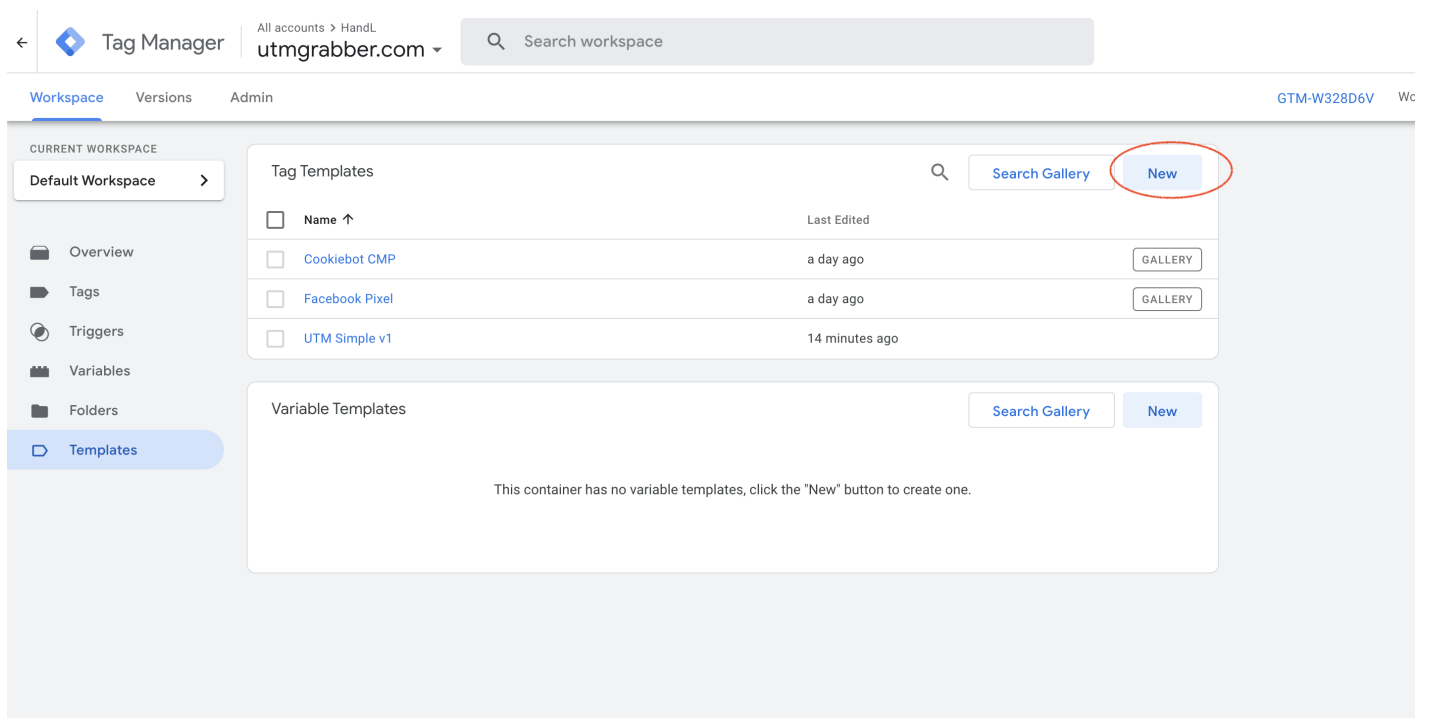 Tag Manager
All accounts > HandL
utmgrabber.com
Search workspace
Workspace Versions Admin
GTM-W328D6V
CURRENT WORKSPACE
Default Workspace
Overview
Tags
Triggers
Variables
Folders
Templates
Tag Templates
Search Gallery New
Name Last Edited
Cookiebot CMP a day ago GALLERY
Facebook Pixel a day ago GALLERY
UTM Simple v1 14 minutes ago
Variable Templates
Search Gallery New
This container has no variable templates, click the "New" button to create one.